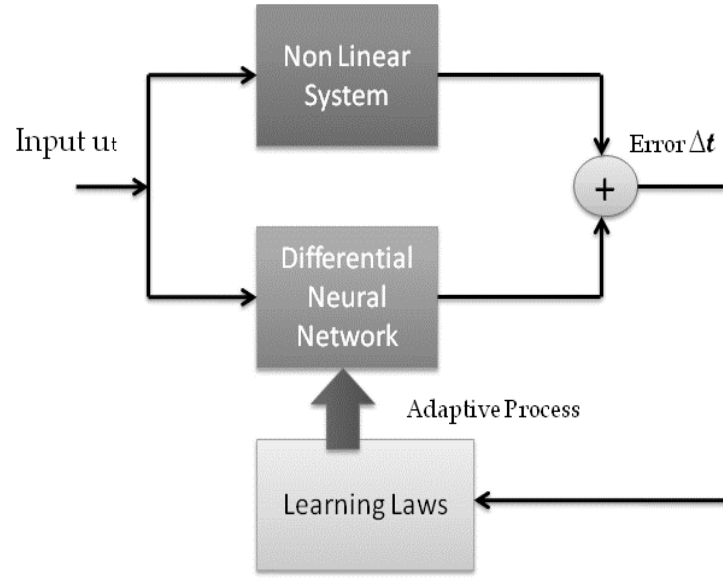 Non Linear
System
Input ut
Error Δt
+
Differential
Neural
Network
Adaptive Process
Learning Laws